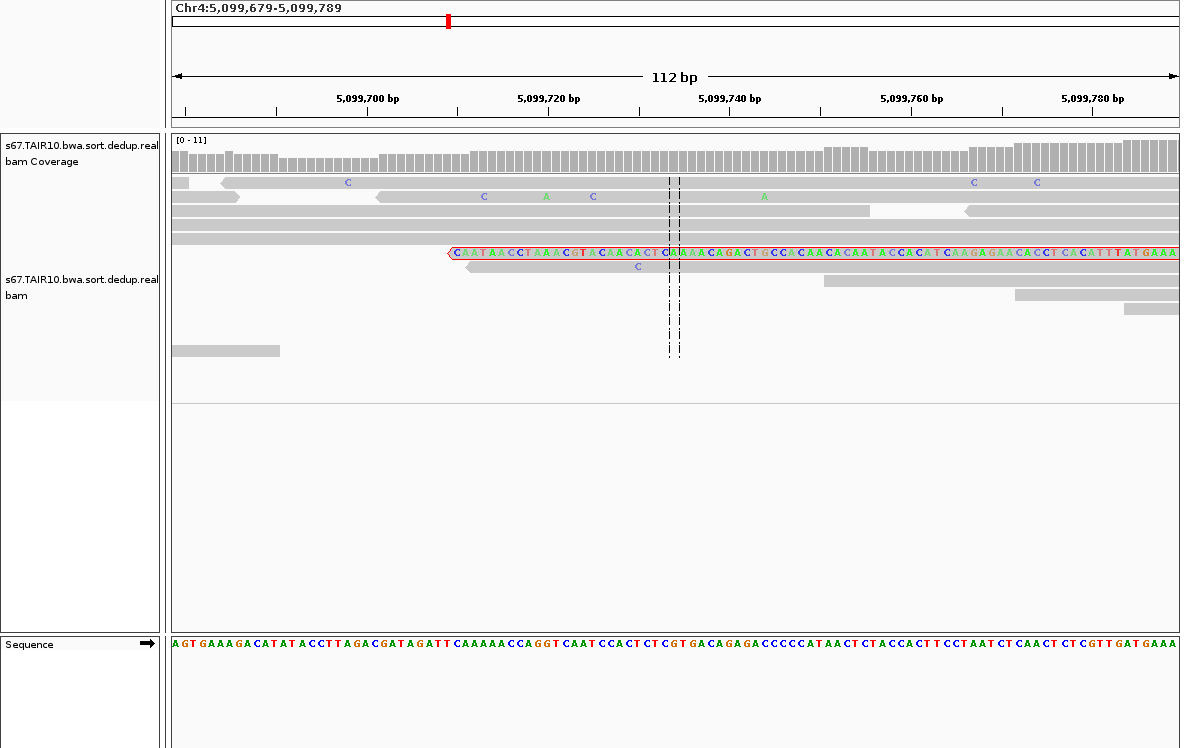 Chr4:5,099,679-5,099,789
112 bp
5,099,700 bp 5,099,720 bp 5,099,740 bp 5,099,760 bp 5,099,780 bp
s67.TAIR10.bwa.sort.dedup.real
bam Coverage
[0 - 11]
C C C
C A C A
CAATAACCTAAACGTACAACACTCAAAACAGACTGCCACAACACAATACCACATCAAGAGAACACCTCACATTTATGAAA
C
s67.TAIR10.bwa.sort.dedup.real
bam
Sequence
AGTGAAAGACATATACCTTAGACGATAGATTCAAAAACCAGGTCAATCCACTCTCGTGACAGAGACCCCCATAACTCTACCACTTCCTAATCTCAACTCTCGTTGATGAAA